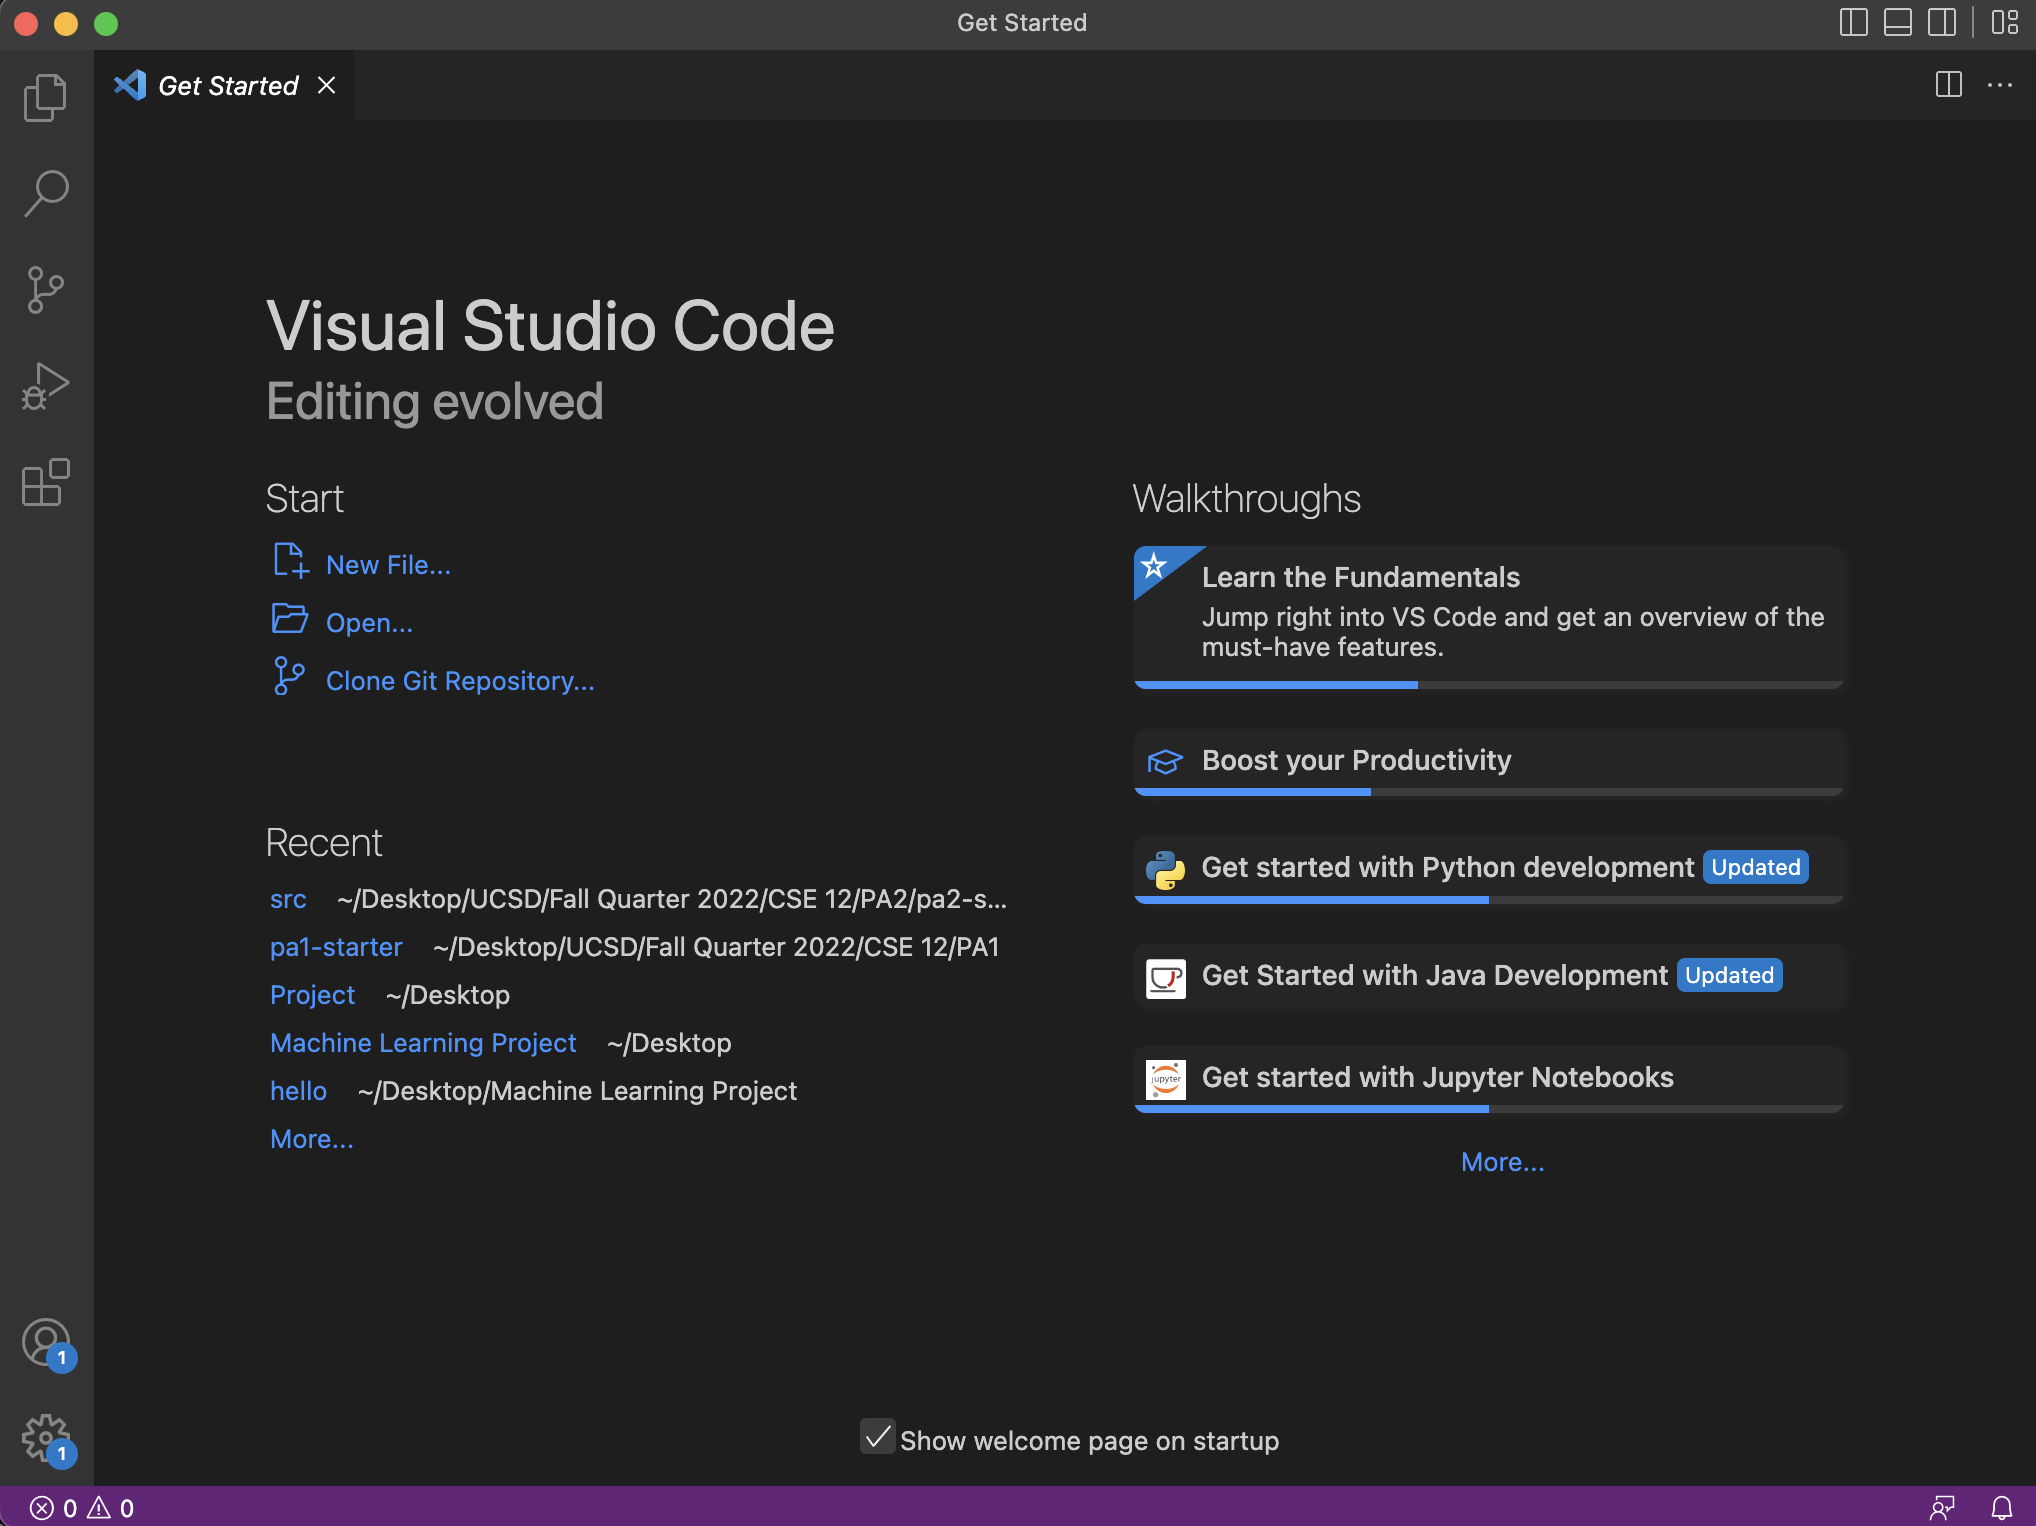 Get Started
Get Started
Visual Studio Code
Editing evolved
Start
New File...
Open...
Clone Git Repository...
Recent
src ~/Desktop/UCSD/Fall Quarter 2022/CSE 12/PA2/pa2-s...
pa1-starter ~/Desktop/UCSD/Fall Quarter 2022/CSE 12/PA1
Project ~/Desktop
Machine Learning Project ~/Desktop
hello ~/Desktop/Machine Learning Project
More...
Walkthroughs
Learn the Fundamentals
Jump right into VS Code and get an overview of the
must-have features.
Boost your Productivity
Get started with Python development Updated
Get Started with Java Development Updated
jupyter
Get started with Jupyter Notebooks
More...
1
1
Show welcome page on startup
0 0